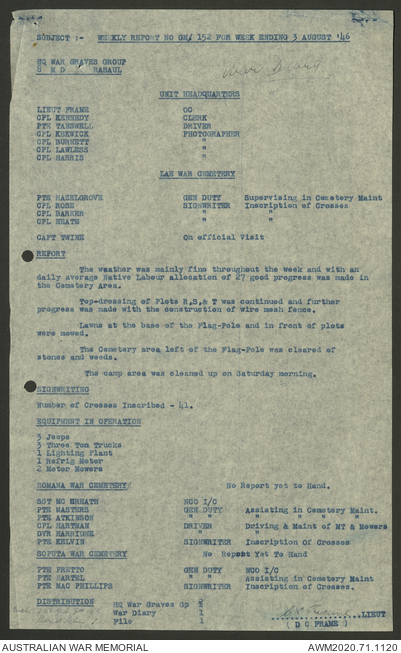 SUBJECT :- WEEKLY REPORT NO GM/ 152 FOR WEEK ENDING 3 AUGUST '46
HQ WAR GRAVES GROUP
8 M D RABAUL
War Diary
UNIT HEADQUARTERS
LIEUT FRAME OC
CPL KENNEDY CLERK
PTE TASSWELL DRIVER
CPL KESWICK PHOTOGRAPHER
CPL BURNETT "
CPL LAWLESS "
CPL HARRIS "
LAE WAR CEMETERY
PTE HAZELGROVE GEN DUTY Supervising in Cemetery Maint
CPL ROSE SIGNWRITER Inscription of Crosses
CPL BARKER " "
CPL HEATS " "
CAPT TWINE On official Visit
REPORT
The weather was mainly fine throughout the week and with an
daily average Native Labour allocation of 27 good progress was made in
the Cemetery Area.
Top-dressing of Plots R,S,& T was continued and further
progress was made with the construction of wire mesh fence.
Lawns at the base of the Flag-Pole and in front of plots
were mowed.
The Cemetery area left of the Flag-Pole was cleared of
stones and weeds.
The camp area was cleaned up on Saturday morning.
SIGNWRITING
Number of Crosses Inscribed - 41.
EQUIPMENT IN OPERATION
3 Jeeps
3 Three Ton Trucks
1 Lighting Plant
1 Refrig Motor
2 Motor Mowers
BOMANA WAR CEMETERY No Report yet to Hand.
SGT MC GREATH NCO I/C
PTE MASTERS GEN DUTY Assisting in Cemetery Maint.
PTE ATKINSON " " " " " "
CPL HARTMAN DRIVER Driving & Maint of MT & Mowers
DVR HARRIDNE " " " " "
PTE KELVIN SIGNWRITER Inscription Of Crosses
SOPUTA WAR CEMETERY No Report Yet To Hand
PTE PRETTO GEN DUTY NCO I/C
PTE BARTEL " " Assisting in Cemetery Maint
PTE MAC PHILLIPS SIGNWRITER Inscription of Crosses.
DISTRIBUTION
HQ War Graves Gp 2
War Diary 1
File 1
LIEUT
( D C FRAME )
AUSTRALIAN WAR MEMORIAL AWM2020.71.1120